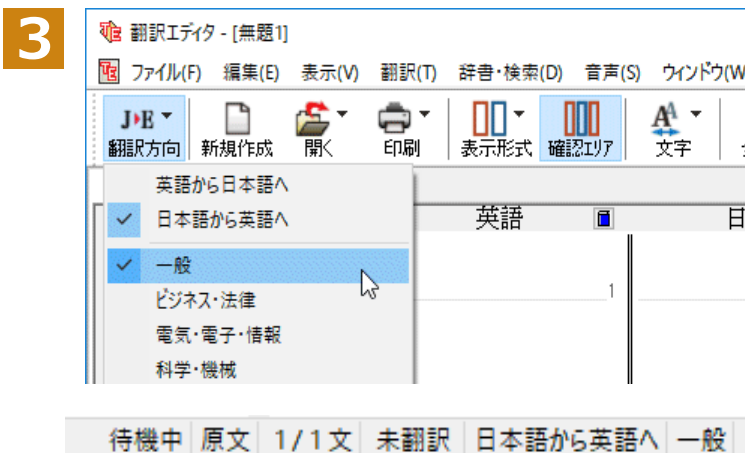 3
翻訳エディタ - [無題1]
ファイル(F) 編集(E) 表示(V) 翻訳(T) 辞書・検索(D) 音声(S) ウィンドウ(W
J▸E
翻訳方向 新規作成 開く 印刷 表示形式 確認エリア 文字
英語から日本語へ
日本語から英語へ
英語
一般
ビジネス・法律
1
電気・電子・情報
科学・機械
待機中 原文 1/1文 未翻訳 日本語から英語へ 一般